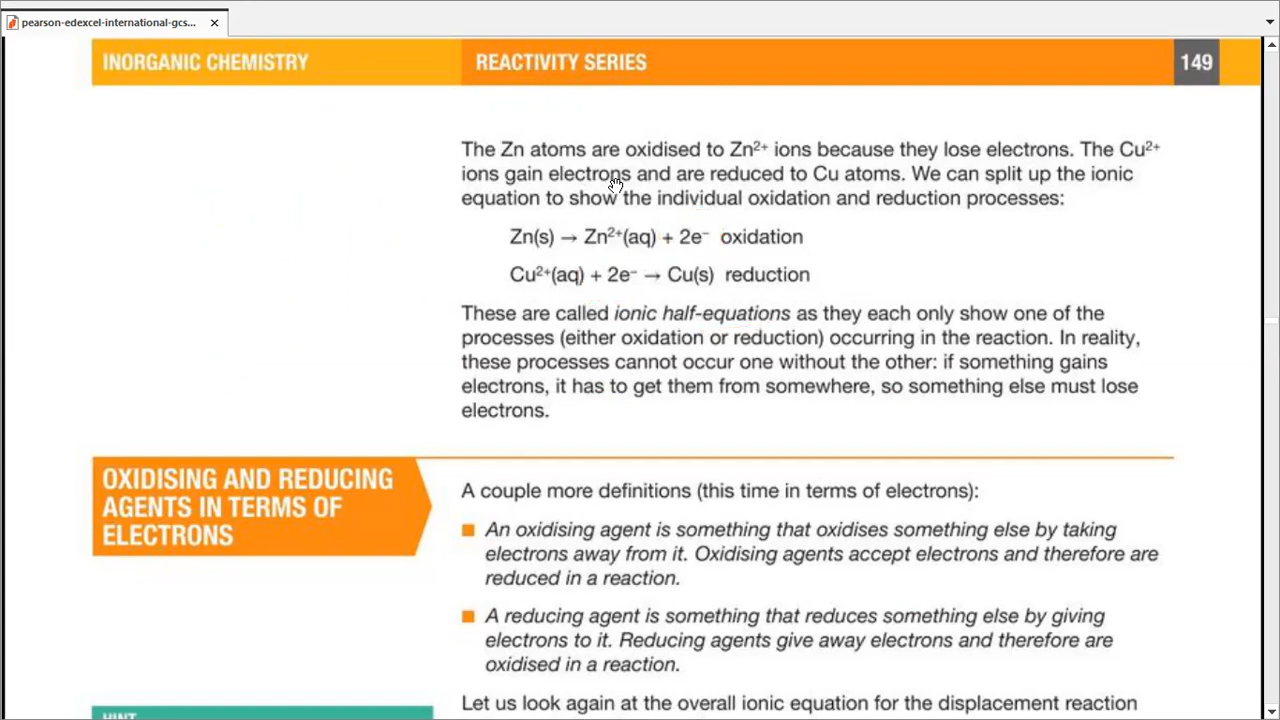 pearson-edexcel-international-gcs...
INORGANIC CHEMISTRY
REACTIVITY SERIES
149
The Zn atoms are oxidised to Zn²⁺ ions because they lose electrons. The Cu²⁺
ions gain electrons and are reduced to Cu atoms. We can split up the ionic
equation to show the individual oxidation and reduction processes:
Zn(s) → Zn²⁺(aq) + 2e⁻ oxidation
Cu²⁺(aq) + 2e⁻ → Cu(s) reduction
These are called ionic half-equations as they each only show one of the
processes (either oxidation or reduction) occurring in the reaction. In reality,
these processes cannot occur one without the other: if something gains
electrons, it has to get them from somewhere, so something else must lose
electrons.
OXIDISING AND REDUCING
AGENTS IN TERMS OF
ELECTRONS
A couple more definitions (this time in terms of electrons):
■ An oxidising agent is something that oxidises something else by taking
electrons away from it. Oxidising agents accept electrons and therefore are
reduced in a reaction.
■ A reducing agent is something that reduces something else by giving
electrons to it. Reducing agents give away electrons and therefore are
oxidised in a reaction.
Let us look again at the overall ionic equation for the displacement reaction
HINT